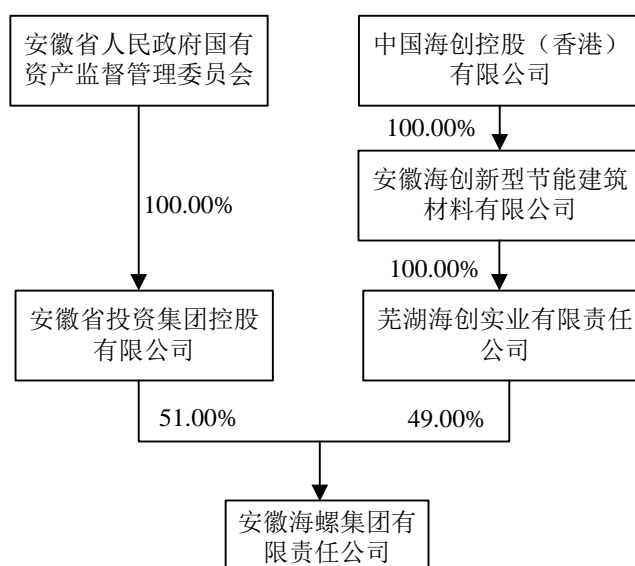 安徽省人民政府国有
资产监督管理委员会
中国海创控股（香港）
有限公司
100.00%
安徽海创新型节能建筑
材料有限公司
100.00%
100.00%
安徽省投资集团控股
有限公司
芜湖海创实业有限责任
公司
51.00%
49.00%
安徽海螺集团有
限责任公司